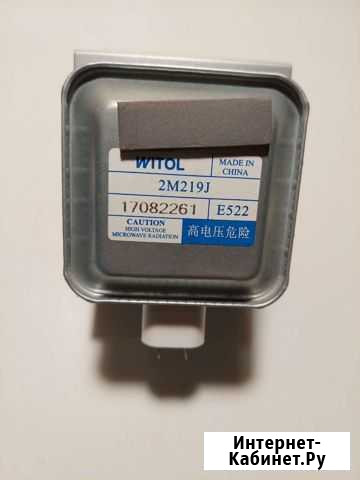 WITOL
MADE IN
CHINA
2M219J
17082261
E522
CAUTION
HIGH VOLTAGE
MICROWAVE RADIATION
高电压危险
Интернет-
Кабинет.Ру